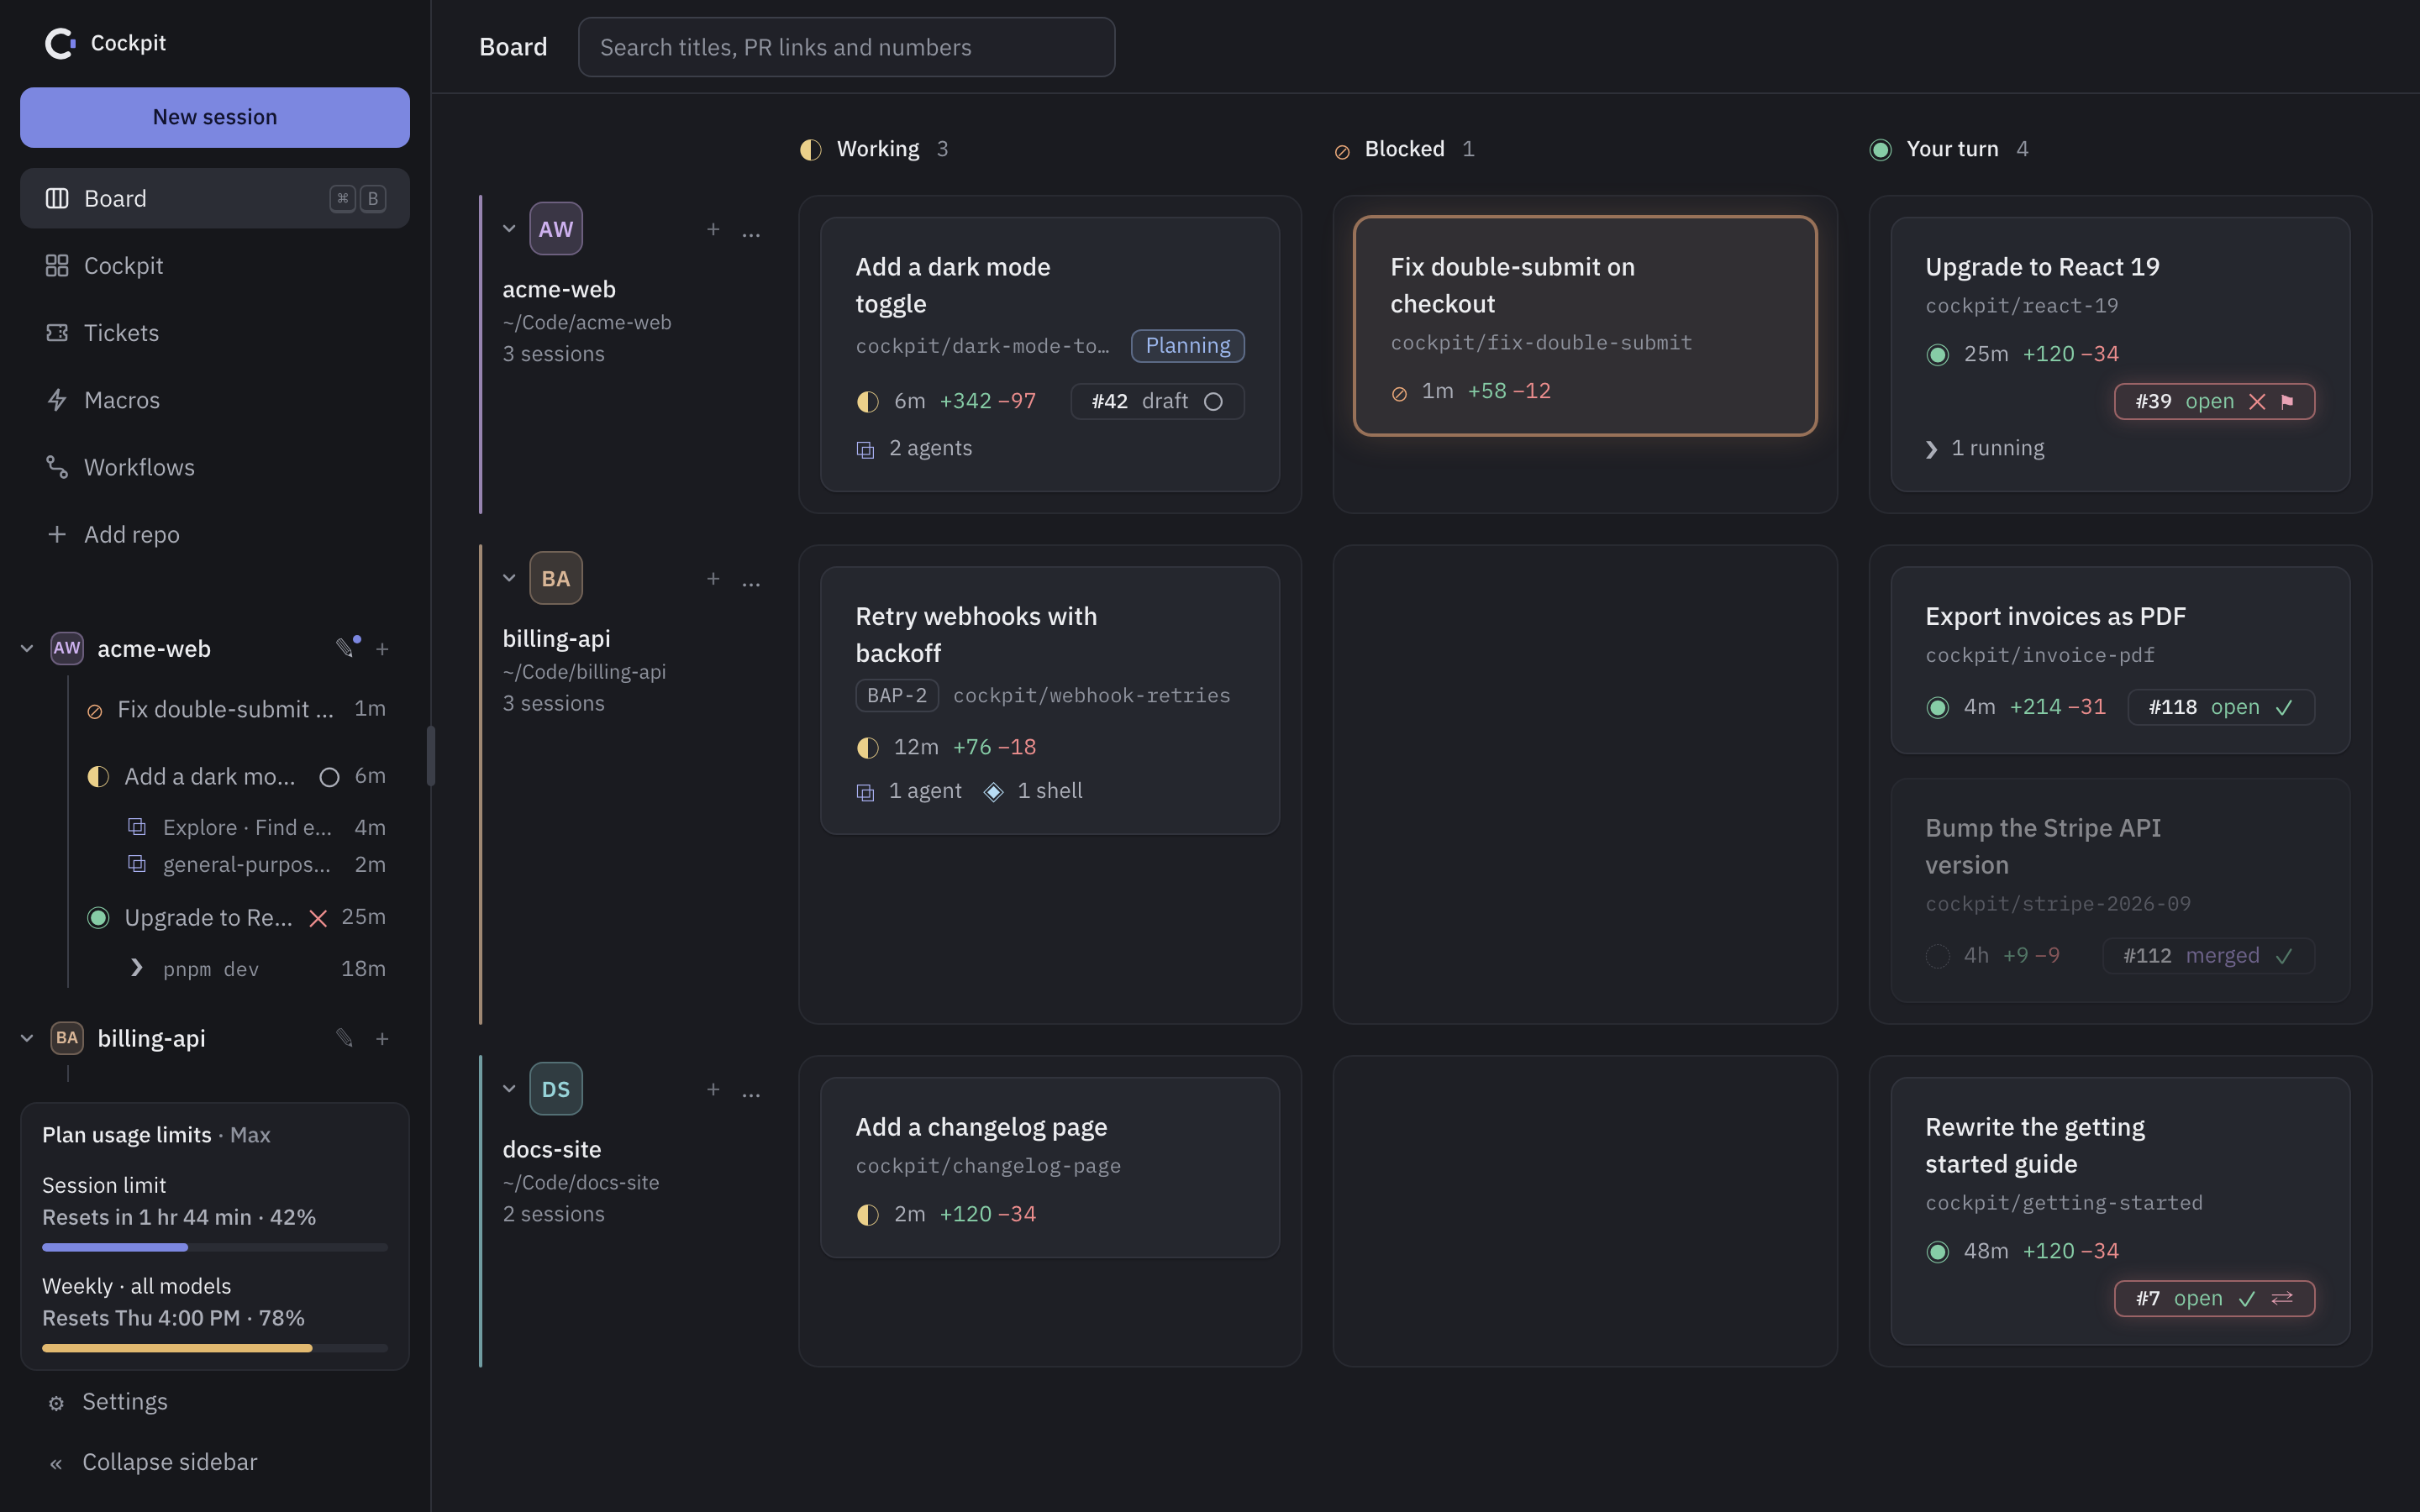 Cockpit
New session
Board ⌘ B
Cockpit
Tickets
Macros
Workflows
Add repo
AW acme-web
Fix double-submit ... 1m
Add a dark mo... 6m
Explore · Find e... 4m
general-purpos... 2m
Upgrade to Re... 25m
pnpm dev 18m
BA billing-api
Plan usage limits · Max
Session limit
Resets in 1 hr 44 min · 42%
Weekly · all models
Resets Thu 4:00 PM · 78%
Settings
Collapse sidebar
Board
Search titles, PR links and numbers
Working 3
Blocked 1
Your turn 4
AW
acme-web
~/Code/acme-web
3 sessions
Add a dark mode
toggle
cockpit/dark-mode-to… Planning
6m +342 −97 #42 draft
2 agents
Fix double-submit on
checkout
cockpit/fix-double-submit
1m +58 −12
Upgrade to React 19
cockpit/react-19
25m +120 −34
#39 open
1 running
BA
billing-api
~/Code/billing-api
3 sessions
Retry webhooks with
backoff
BAP-2 cockpit/webhook-retries
12m +76 −18
1 agent 1 shell
Export invoices as PDF
cockpit/invoice-pdf
4m +214 −31 #118 open
Bump the Stripe API
version
cockpit/stripe-2026-09
4h +9 −9 #112 merged
DS
docs-site
~/Code/docs-site
2 sessions
Add a changelog page
cockpit/changelog-page
2m +120 −34
Rewrite the getting
started guide
cockpit/getting-started
48m +120 −34
#7 open